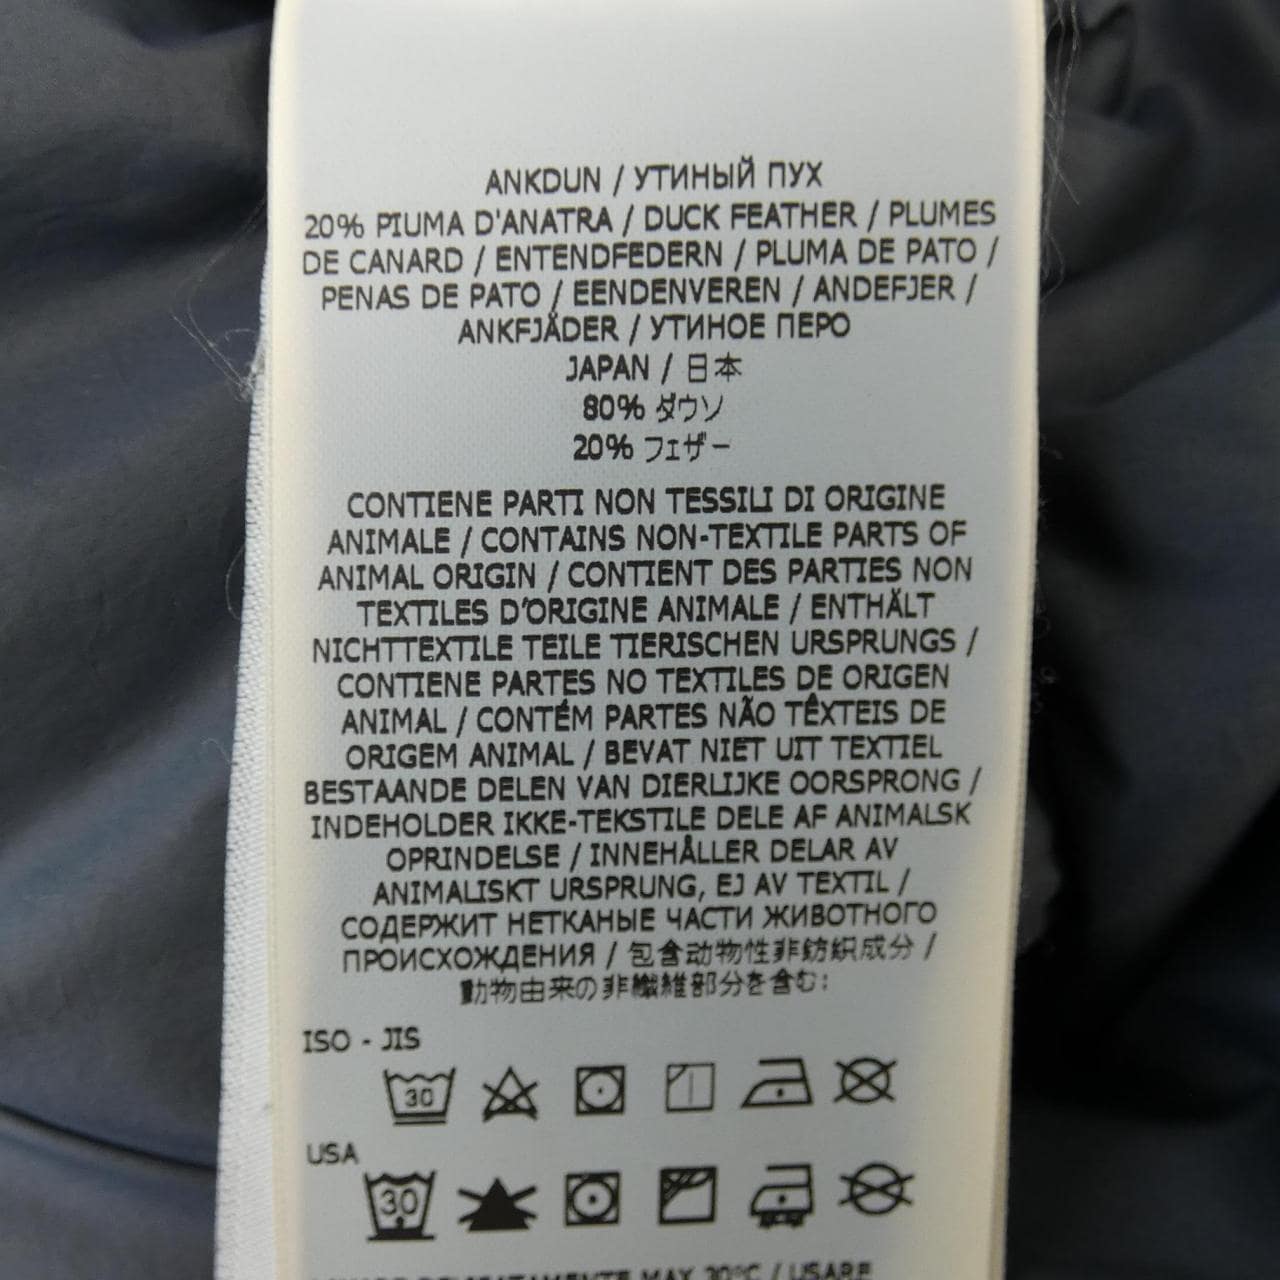 ANKDUN / УТИНЫЙ ПУХ
20% PIUMA D'ANATRA / DUCK FEATHER / PLUMES
DE CANARD / ENTENDFEDERN / PLUMA DE PATO /
PENAS DE PATO / EENDENVEREN / ANDEFJER /
ANKFJÄDER / УТИНОЕ ПЕРО
JAPAN / 日本
80% ダウソ
20% フェザー
CONTIENE PARTI NON TESSILI DI ORIGINE
ANIMALE / CONTAINS NON-TEXTILE PARTS OF
ANIMAL ORIGIN / CONTIENT DES PARTIES NON
TEXTILES D'ORIGINE ANIMALE / ENTHÄLT
NICHTTEXTILE TEILE TIERISCHEN URSPRUNGS /
CONTIENE PARTES NO TEXTILES DE ORIGEN
ANIMAL / CONTÉM PARTES NÃO TÊXTEIS DE
ORIGEM ANIMAL / BEVAT NIET UIT TEXTIEL
BESTAANDE DELEN VAN DIERLIJKE OORSPRONG /
INDEHOLDER IKKE-TEKSTILE DELE AF ANIMALSK
OPRINDELSE / INNEHÅLLER DELAR AV
ANIMALISKT URSPRUNG, EJ AV TEXTIL /
СОДЕРЖИТ НЕТКАНЫЕ ЧАСТИ ЖИВОТНОГО
ПРОИСХОЖДЕНИЯ / 包含动物性非纺织成分 /
動物由来の非繊維部分を含む:
ISO - JIS
30
USA
30
MAX 30°C / USARE